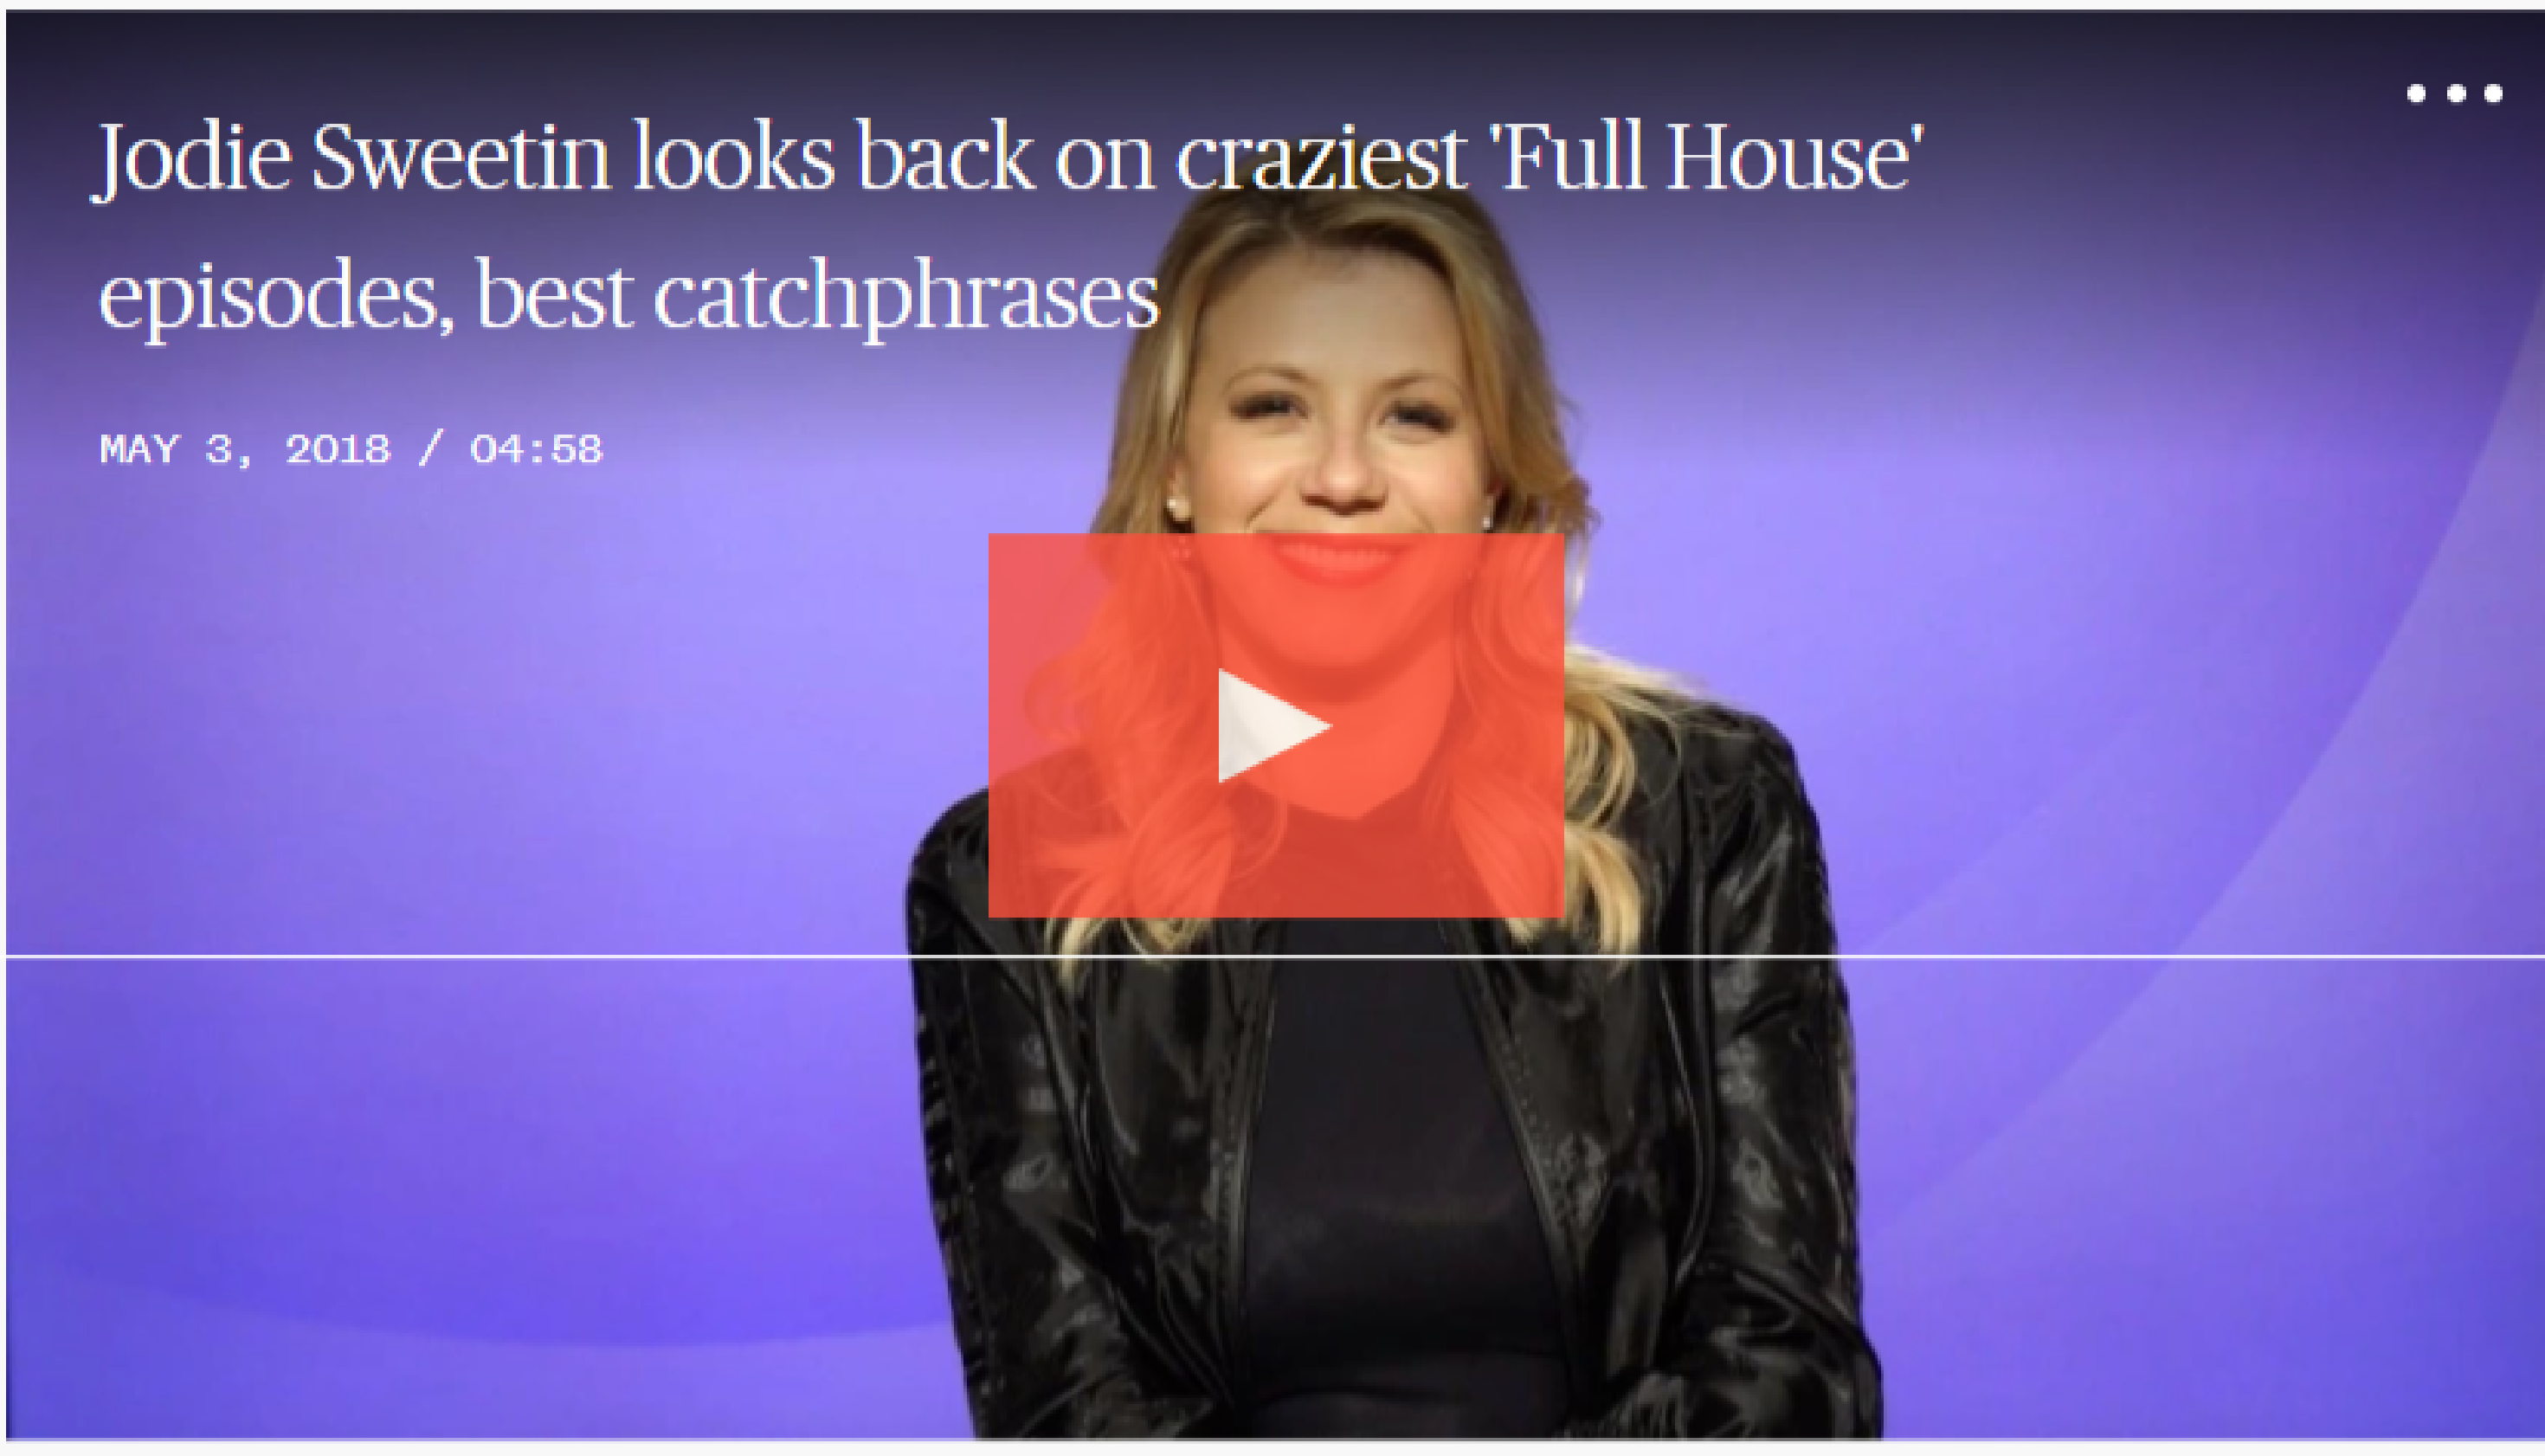 Jodie Sweetin looks back on craziest 'Full House'
episodes, best catchphrases
MAY 3, 2018 / 04:58